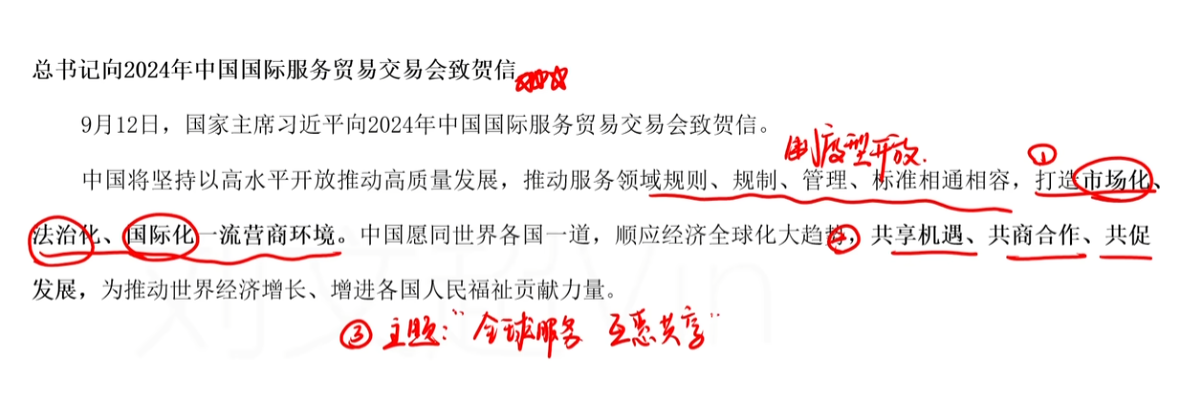 总书记向2024年中国国际服务贸易交易会致贺信
9月12日，国家主席习近平向2024年中国国际服务贸易交易会致贺信。
制度型开放.
①
中国将坚持以高水平开放推动高质量发展，推动服务领域规则、规制、管理、标准相通相容，打造市场化、
法治化、国际化一流营商环境。中国愿同世界各国一道，顺应经济全球化大趋势，②共享机遇、共商合作、共促
发展，为推动世界经济增长、增进各国人民福祉贡献力量。
③主题:"全球服务 互惠共享"